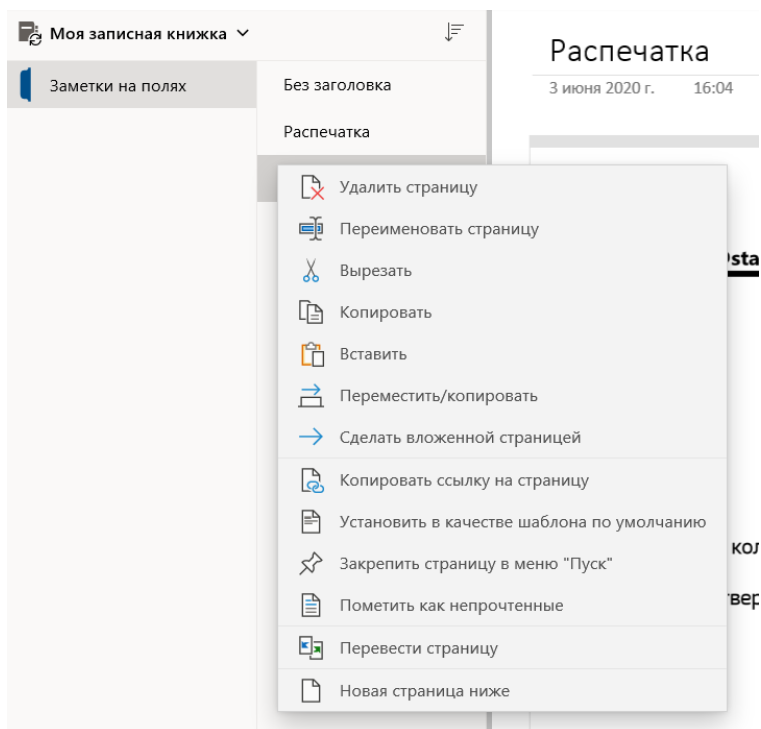 Моя записная книжка
Заметки на полях
Без заголовка
Распечатка
Распечатка
3 июня 2020 г. 16:04
Удалить страницу
Переименовать страницу
Вырезать
Копировать
Вставить
Переместить/копировать
Сделать вложенной страницей
Копировать ссылку на страницу
Установить в качестве шаблона по умолчанию
Закрепить страницу в меню "Пуск"
Пометить как непрочтенные
Перевести страницу
Новая страница ниже